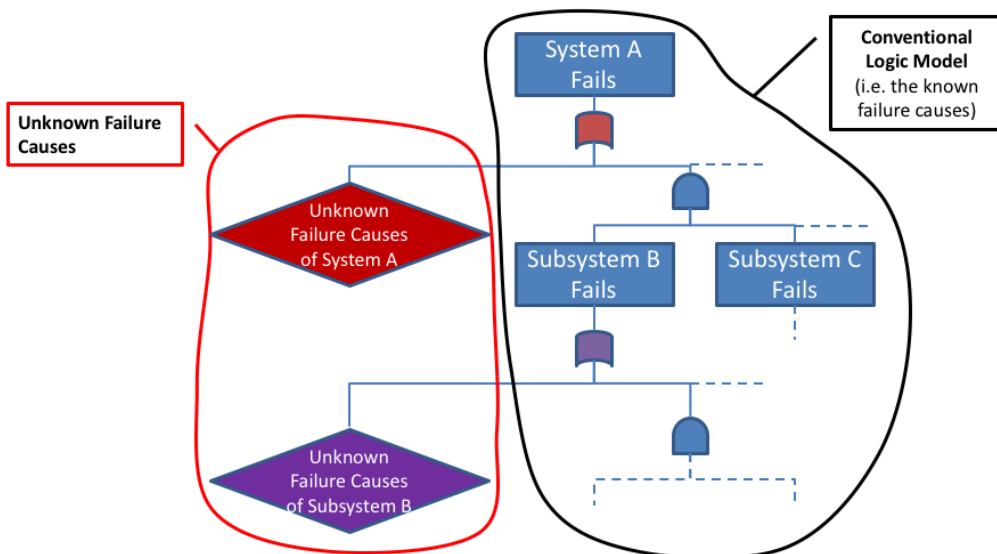 System A
Fails
Conventional
Logic Model
(i.e. the known
failure causes)
Unknown Failure
Causes
Unknown
Failure Causes
of System A
Subsystem B
Fails
Subsystem C
Fails
Unknown
Failure Causes
of Subsystem B